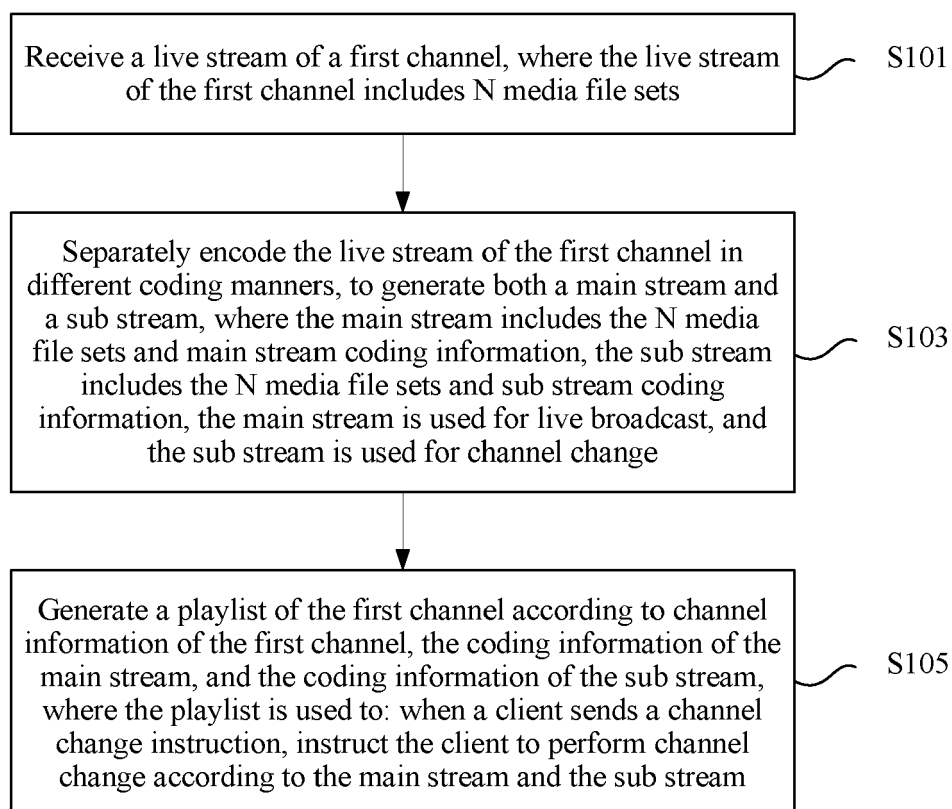 Receive a live stream of a first channel, where the live stream
of the first channel includes N media file sets
S101
Separately encode the live stream of the first channel in
different coding manners, to generate both a main stream and
a sub stream, where the main stream includes the N media
file sets and main stream coding information, the sub stream
includes the N media file sets and sub stream coding
information, the main stream is used for live broadcast, and
the sub stream is used for channel change
S103
Generate a playlist of the first channel according to channel
information of the first channel, the coding information of the
main stream, and the coding information of the sub stream,
where the playlist is used to: when a client sends a channel
change instruction, instruct the client to perform channel
change according to the main stream and the sub stream
S105